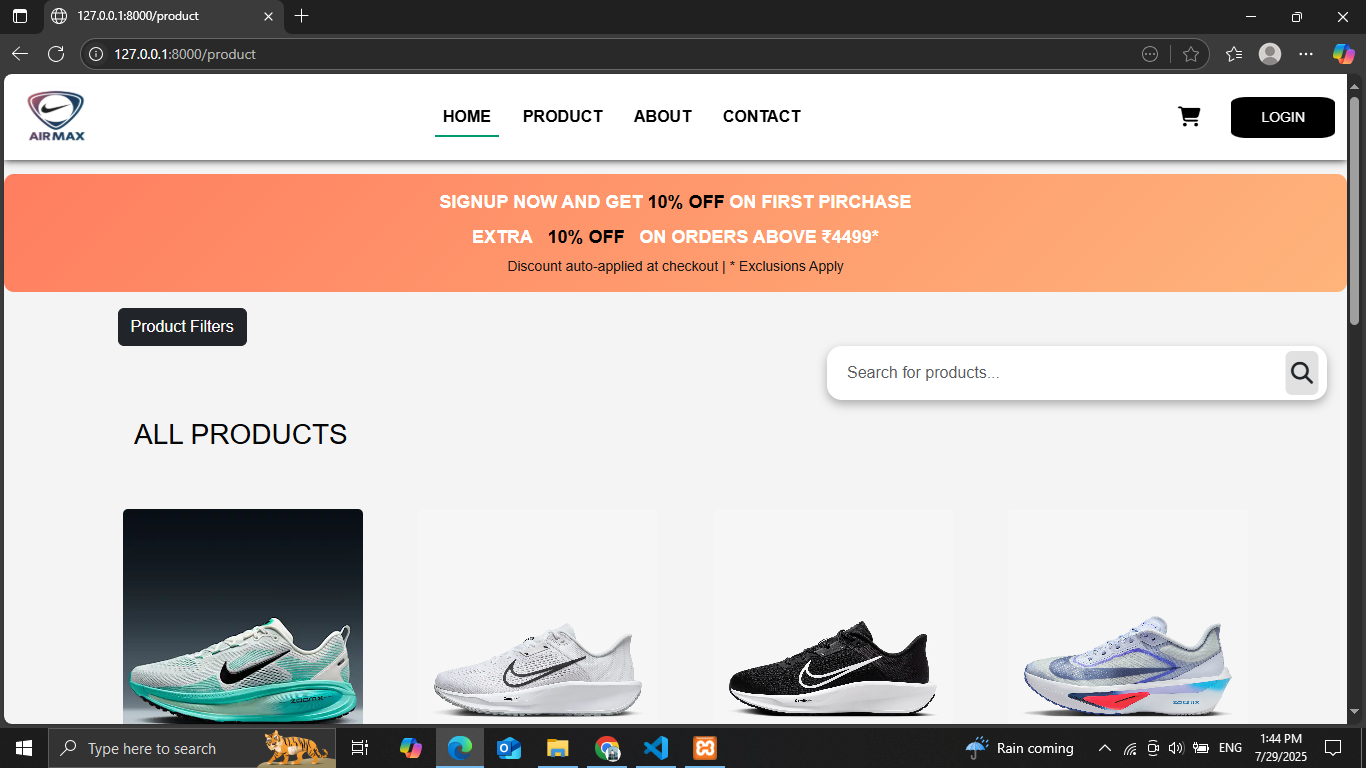 127.0.0.1:8000/product
127.0.0.1:8000/product
AIRMAX
HOME PRODUCT ABOUT CONTACT
LOGIN
SIGNUP NOW AND GET 10% OFF ON FIRST PIRCHASE
EXTRA 10% OFF ON ORDERS ABOVE ₹4499*
Discount auto-applied at checkout | * Exclusions Apply
Product Filters
Search for products...
ALL PRODUCTS
ZOOMX
Type here to search
Rain coming
ENG
1:44 PM
7/29/2025